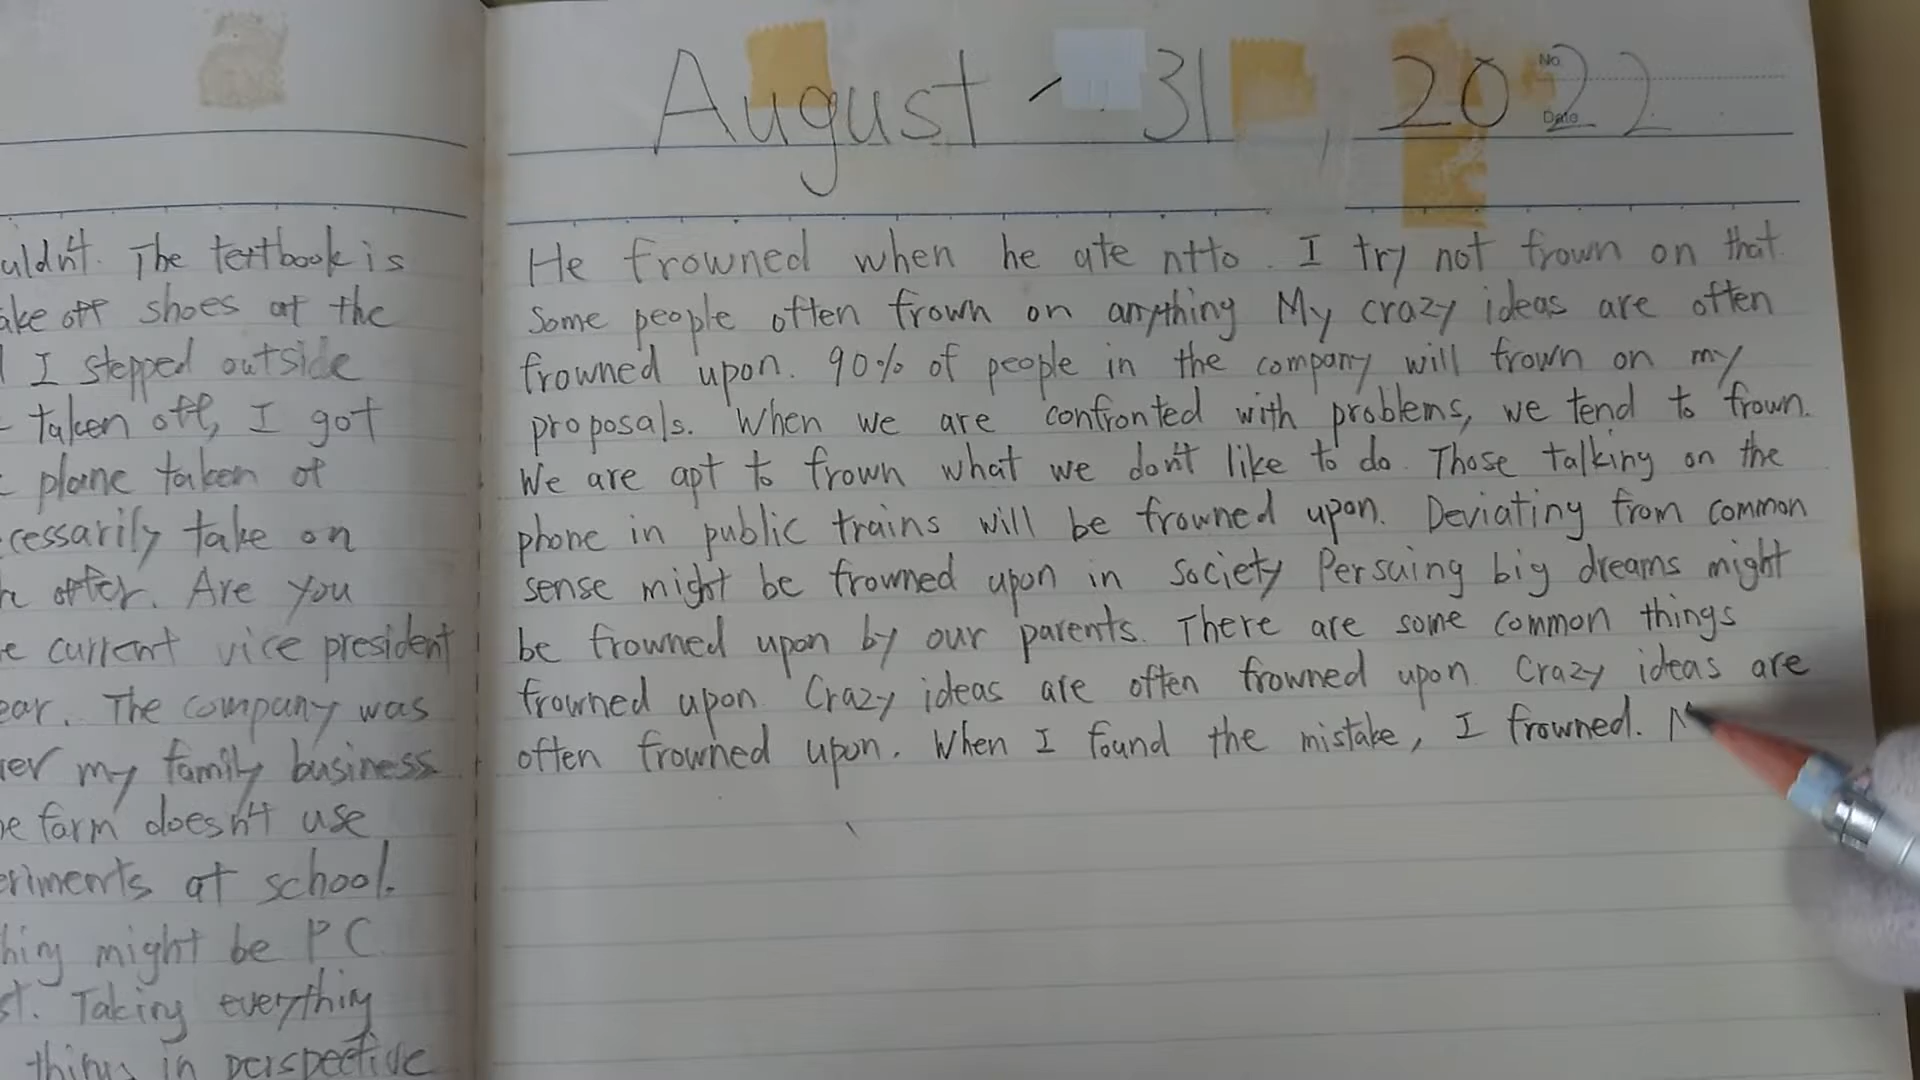 August - 31, 2022
No.
Date
uldn't. The textbook is
ake off shoes at the
I stepped outside
taken off, I got
plane taken of
cessarily take on
offer. Are you
e current vice president
ear. The company was
er my family business
e farm doesn't use
eriments at school.
hing might be PC
st. Taking everything
things in perspective
He frowned when he ate ntto. I try not frown on that.
Some people often frown on anything My crazy ideas are often
frowned upon. 90% of people in the company will frown on my
proposals. When we are confronted with problems, we tend to frown.
We are apt to frown what we don't like to do. Those talking on the
phone in public trains will be frowned upon. Deviating from common
sense might be frowned upon in society Persuing big dreams might
be frowned upon by our parents. There are some common things
frowned upon. Crazy ideas are often frowned upon. Crazy ideas are
often frowned upon. When I found the mistake, I frowned.